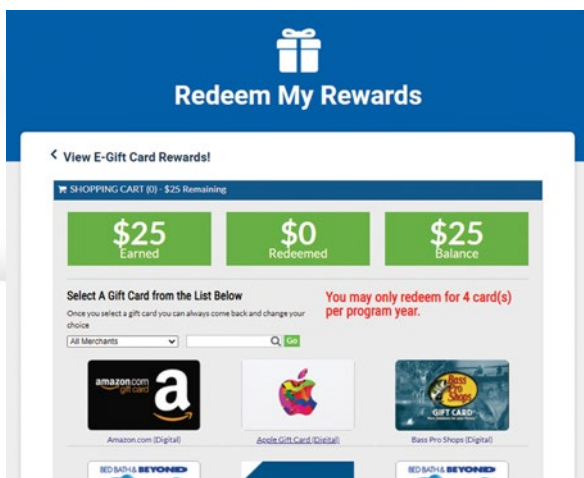 Redeem My Rewards
< View E-Gift Card Rewards!
SHOPPING CART (0) - $25 Remaining
$25
Earned
$0
Redeemed
$25
Balance
Select A Gift Card from the List Below
Once you select a gift card you can always come back and change your
choice
You may only redeem for 4 card(s)
per program year.
All Merchants
Go
amazon.com
gift card
a
Amazon.com (Digital)
Apple Gift Card (Digital)
Bass Pro Shops
GIFT CARD
Bass Pro Shops (Digital)
BED BATH & BEYOND
BED BATH & BEYOND